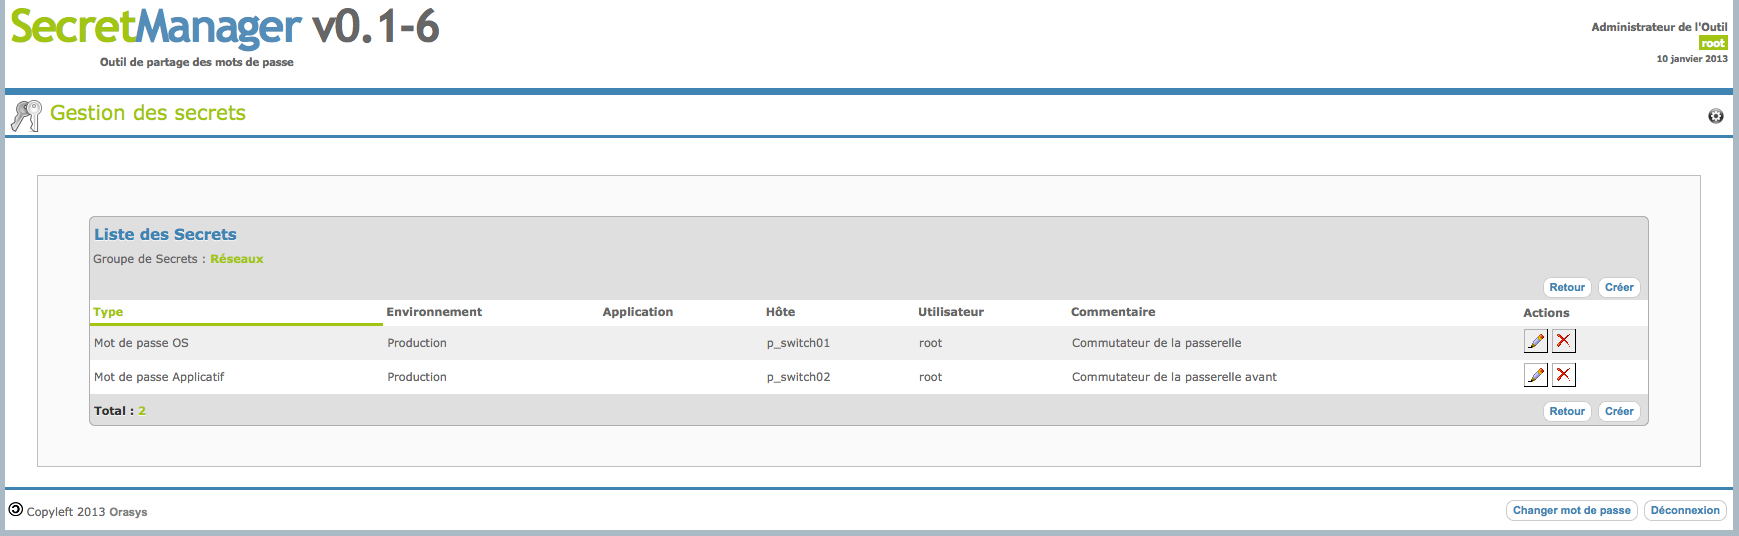 SecretManager v0.1-6
Outil de partage des mots de passe
Administrateur de l'Outil
root
10 janvier 2013
Gestion des secrets
Liste des Secrets
Groupe de Secrets : Réseaux
Retour Créer
Type Environnement Application Hôte Utilisateur Commentaire Actions
Mot de passe OS Production p_switch01 root Commutateur de la passerelle
Mot de passe Applicatif Production p_switch02 root Commutateur de la passerelle avant
Total : 2 Retour Créer
Copyleft 2013 Orasys Changer mot de passe Déconnexion